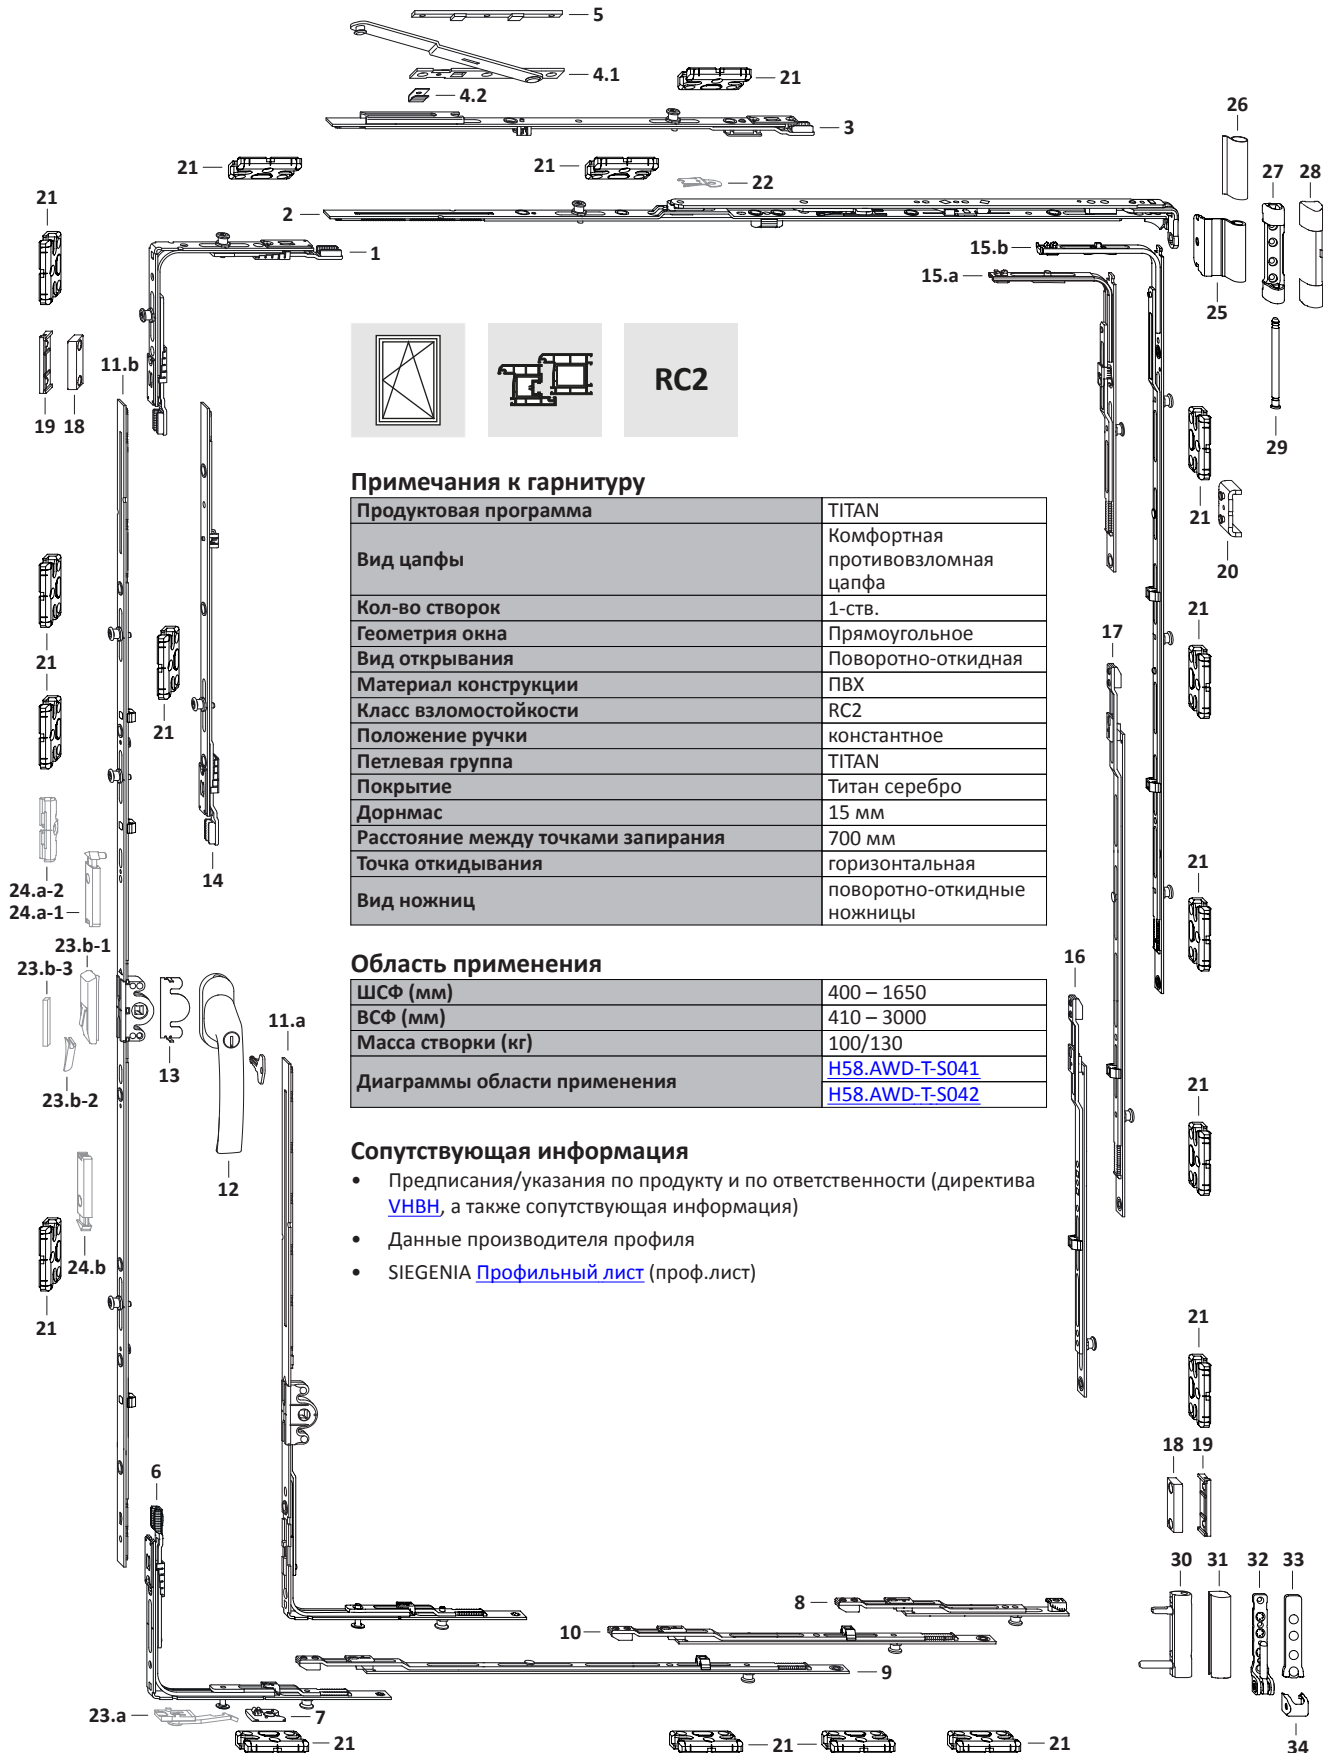 5
4.1
21
4.2
3
26
21
21
27
28
22
21
2
1
15.b
15.a
25
11.b
RC2
19
18
29
21
20
Примечания к гарнитуру
Продуктовая программа TITAN
Вид цапфы Комфортная
противовзломная
цапфа
Кол-во створок 1-ств.
Геометрия окна Прямоугольное
Вид открывания Поворотно-откидная
Материал конструкции ПВХ
Класс взломостойкости RC2
Положение ручки константное
Петлевая группа TITAN
Покрытие Титан серебро
Дорнмас 15 мм
Расстояние между точками запирания 700 мм
Точка откидывания горизонтальная
Вид ножниц поворотно-откидные
ножницы
21
17
21
21
21
14
24.a-2
24.a-1
23.b-1
23.b-3
16
Область применения
ШСФ (мм) 400 – 1650
ВСФ (мм) 410 – 3000
Масса створки (кг) 100/130
Диаграммы области применения H58.AWD-T-S041
H58.AWD-T-S042
11.a
13
23.b-2
21
12
Сопутствующая информация
• Предписания/указания по продукту и по ответственности (директива
VHBH, а также сопутствующая информация)
• Данные производителя профиля
• SIEGENIA Профильный лист (проф.лист)
24.b
21
21
18
19
6
30
31
32
33
8
10
9
23.a
7
21
21
21
34